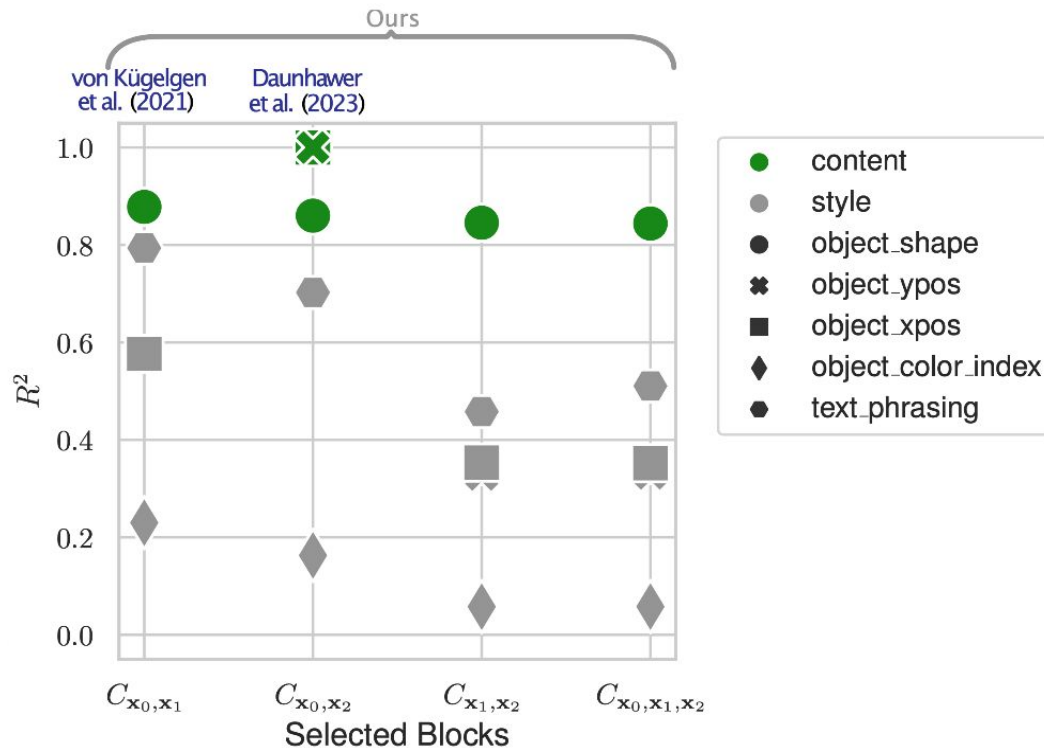 Ours
von Kügelgen
et al. (2021)
Daunhawer
et al. (2023)
1.0
0.8
0.6
0.4
0.2
0.0
R²
C_{x₀,x₁}
C_{x₀,x₂}
C_{x₁,x₂}
C_{x₀,x₁,x₂}
Selected Blocks
content
style
object_shape
object_ypos
object_xpos
object_color_index
text_phrasing